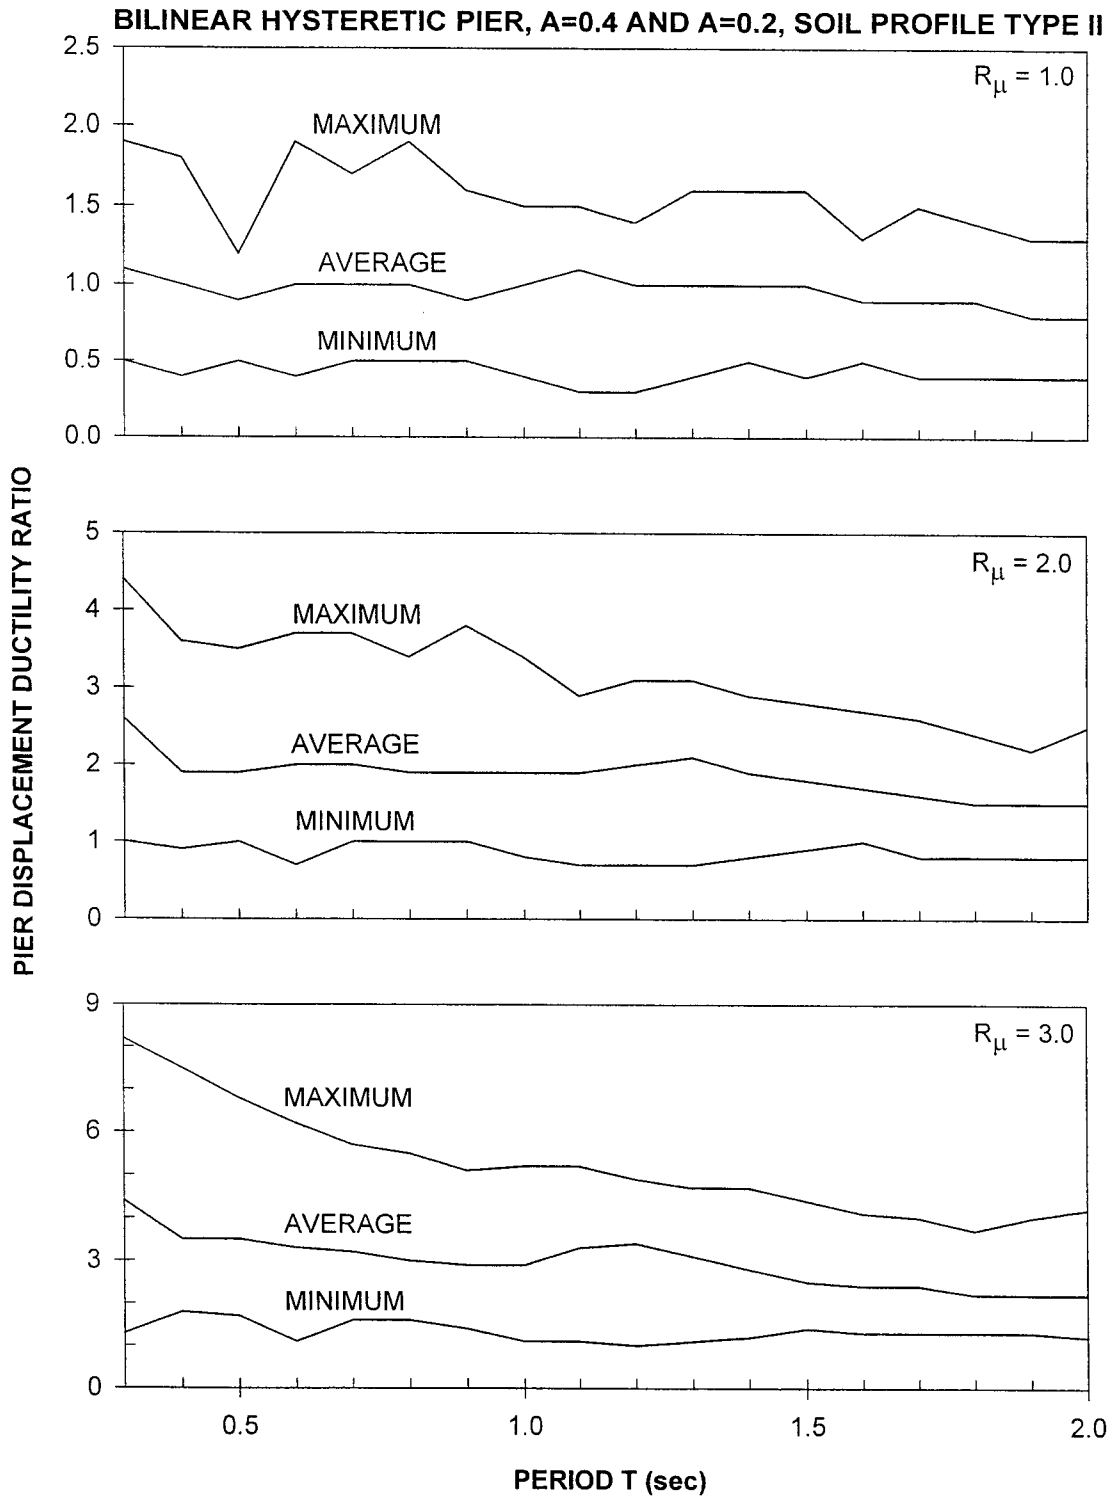 BILINEAR HYSTERETIC PIER, A=0.4 AND A=0.2, SOIL PROFILE TYPE II
PIER DISPLACEMENT DUCTILITY RATIO
2.5
2.0
1.5
1.0
0.5
0.0
Rμ = 1.0
MAXIMUM
AVERAGE
MINIMUM
5
4
3
2
1
0
Rμ = 2.0
MAXIMUM
AVERAGE
MINIMUM
9
6
3
0
Rμ = 3.0
MAXIMUM
AVERAGE
MINIMUM
0.5
1.0
1.5
2.0
PERIOD T (sec)